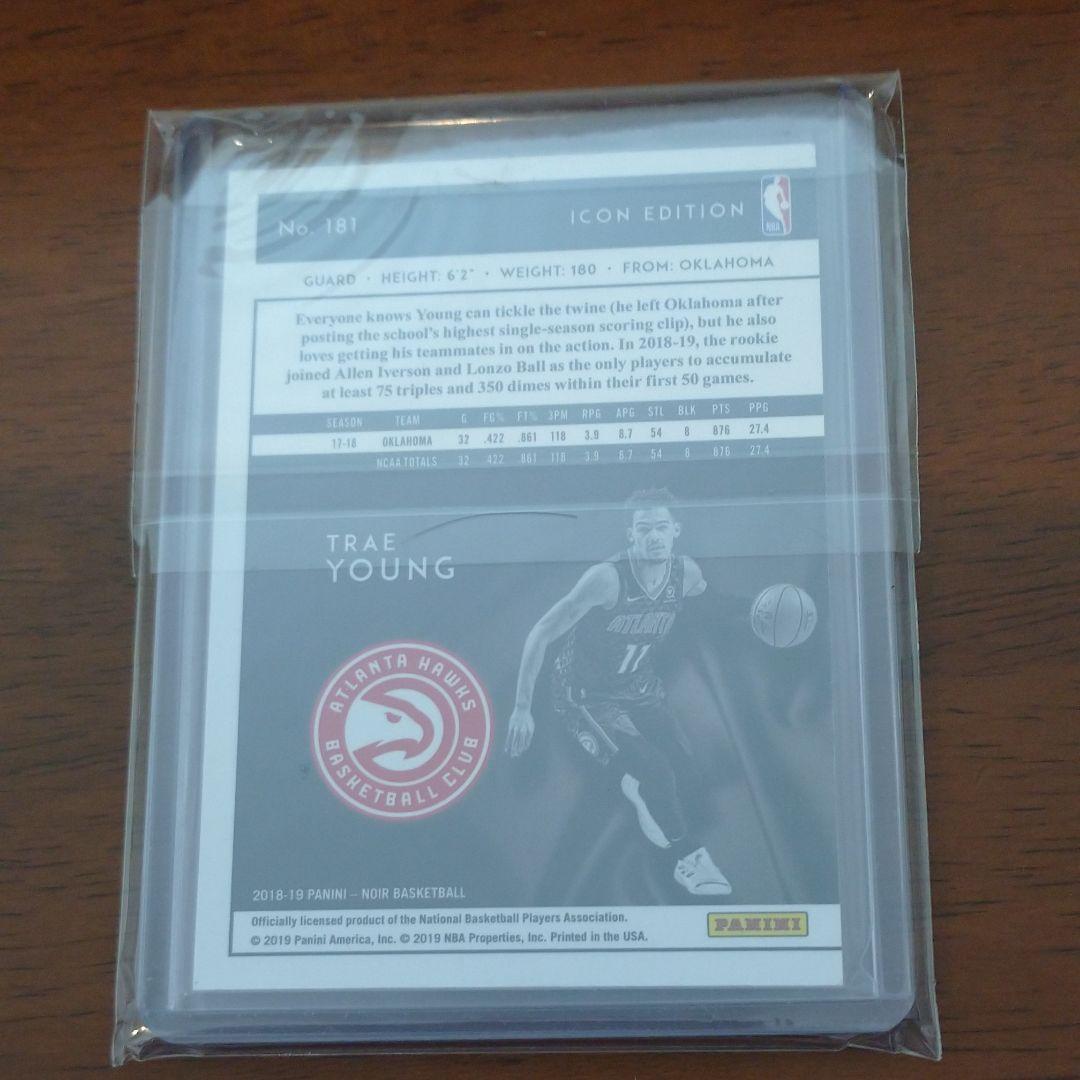 No. 181 ICON EDITION
NBA
GUARD · HEIGHT: 6'2" · WEIGHT: 180 · FROM: OKLAHOMA
Everyone knows Young can tickle the twine (he left Oklahoma after
posting the school's highest single-season scoring clip), but he also
loves getting his teammates in on the action. In 2018-19, the rookie
joined Allen Iverson and Lonzo Ball as the only players to accumulate
at least 75 triples and 350 dimes within their first 50 games.
SEASON TEAM G FG% FT% 3PM RPG APG STL BLK PTS PPG
17-18 OKLAHOMA 32 .422 .861 118 3.9 8.7 54 8 876 27.4
NCAA TOTALS 32 .422 .861 118 3.9 8.7 54 8 876 27.4
TRAE
YOUNG
ATLANTA
11
ATLANTA HAWKS
BASKETBALL CLUB
2018-19 PANINI – NOIR BASKETBALL
Officially licensed product of the National Basketball Players Association.
© 2019 Panini America, Inc. © 2019 NBA Properties, Inc. Printed in the USA.
PANINI